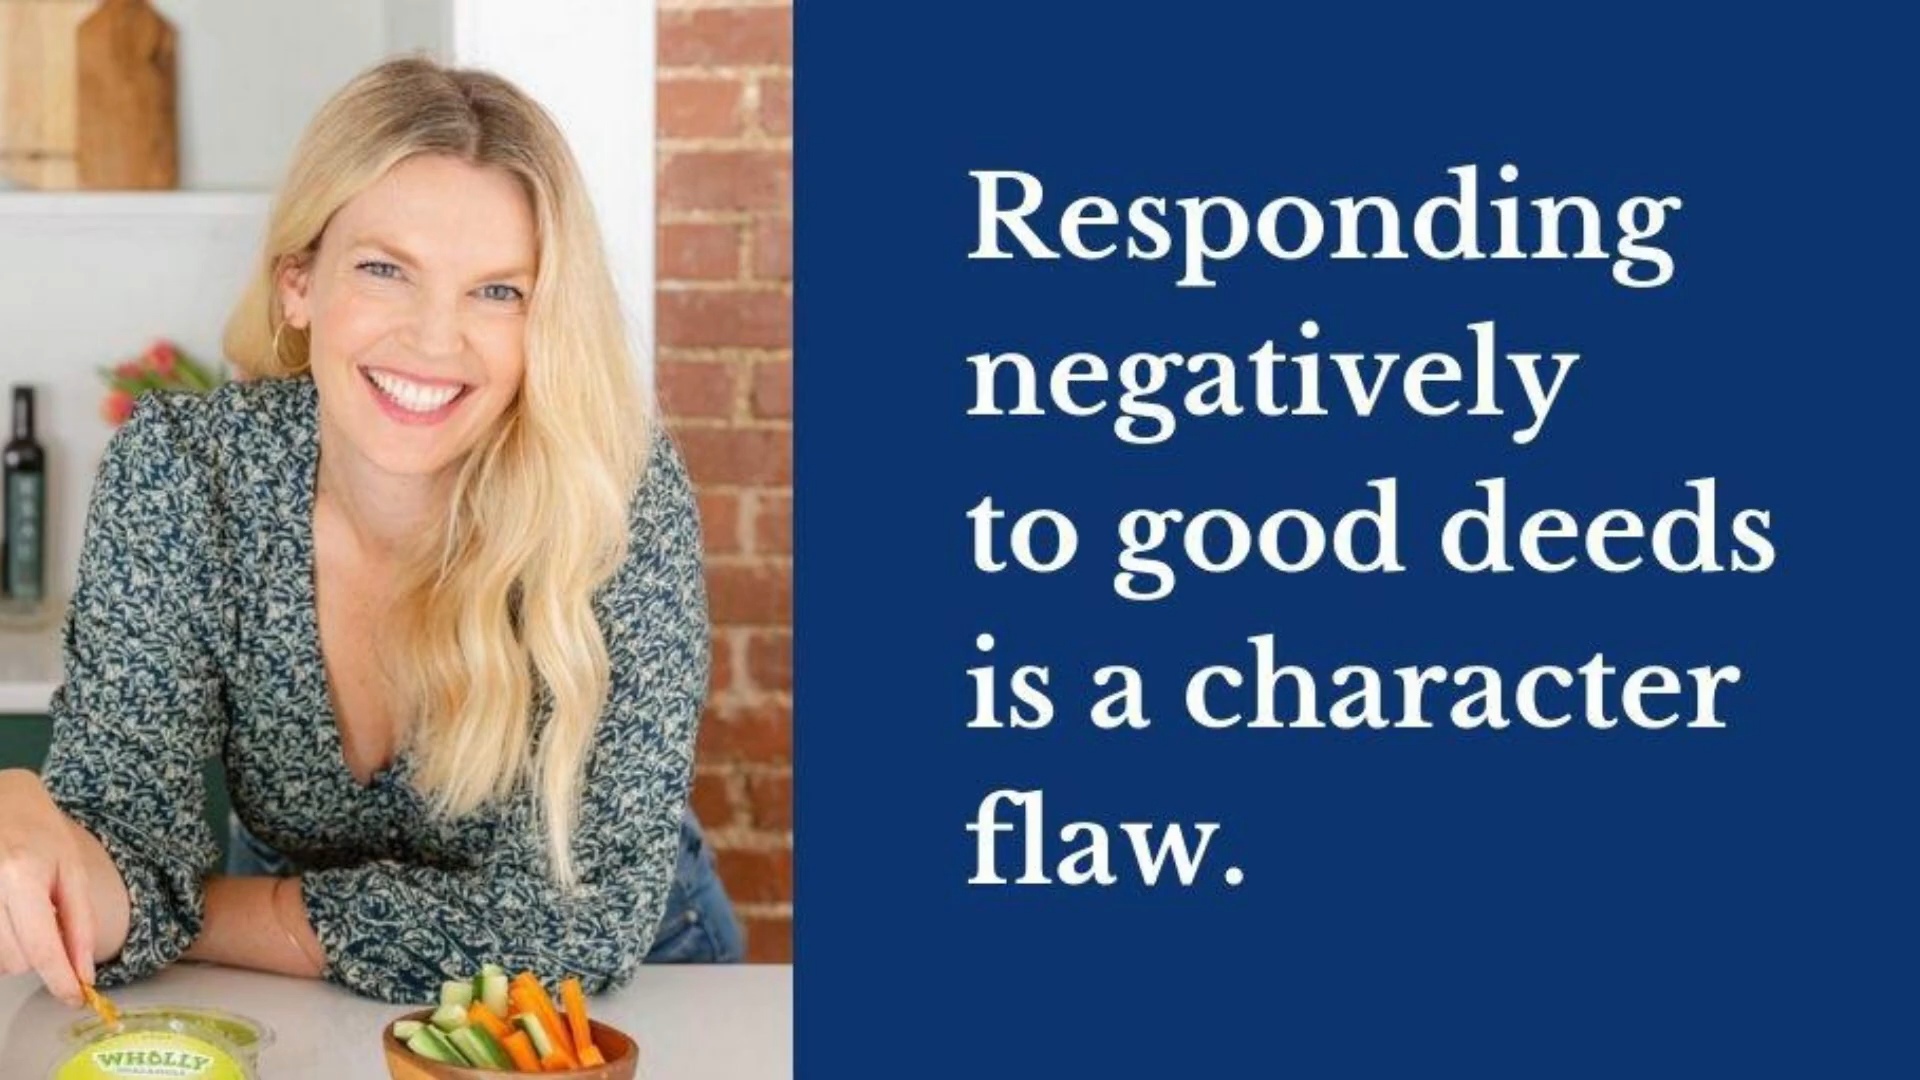 Responding
negatively
to good deeds
is a character
flaw.
WHOLLY